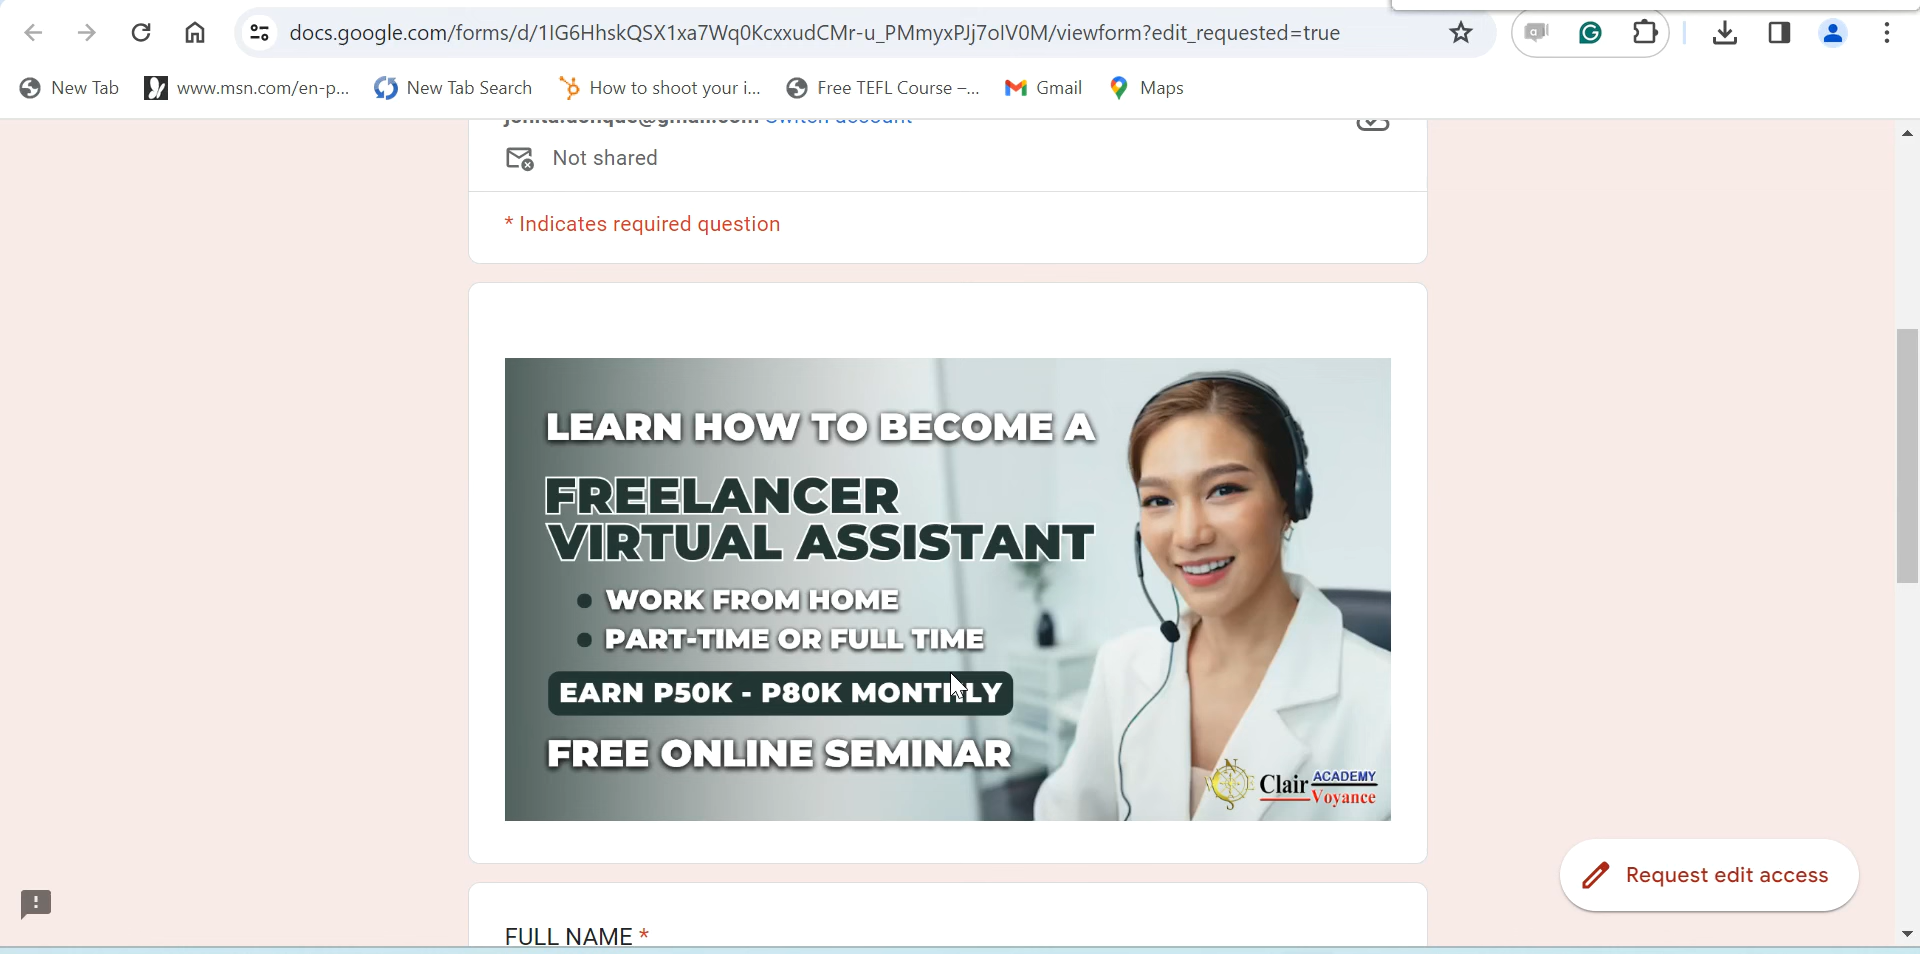 docs.google.com/forms/d/1IG6HhskQSX1xa7Wq0KcxxudCMr-u_PMmyxPJj7oIV0M/viewform?edit_requested=true
New Tab
www.msn.com/en-p...
New Tab Search
How to shoot your i...
Free TEFL Course –...
Gmail
Maps
Switch account
Not shared
* Indicates required question
LEARN HOW TO BECOME A
FREELANCER
VIRTUAL ASSISTANT
WORK FROM HOME
PART-TIME OR FULL TIME
EARN P50K - P80K MONTHLY
FREE ONLINE SEMINAR
Clair ACADEMY
Voyance
Request edit access
FULL NAME *